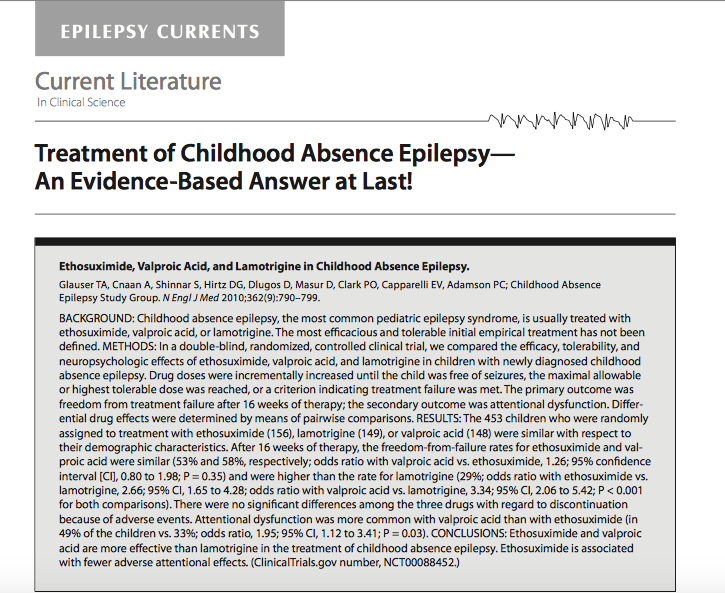 EPILEPSY CURRENTS
Current Literature
In Clinical Science
Treatment of Childhood Absence Epilepsy—
An Evidence-Based Answer at Last!
Ethosuximide, Valproic Acid, and Lamotrigine in Childhood Absence Epilepsy.
Glauser TA, Cnaan A, Shinnar S, Hirtz DG, Dlugos D, Masur D, Clark PO, Capparelli EV, Adamson PC; Childhood Absence
Epilepsy Study Group. N Engl J Med 2010;362(9):790–799.
BACKGROUND: Childhood absence epilepsy, the most common pediatric epilepsy syndrome, is usually treated with
ethosuximide, valproic acid, or lamotrigine. The most efficacious and tolerable initial empirical treatment has not been
defined. METHODS: In a double-blind, randomized, controlled clinical trial, we compared the efficacy, tolerability, and
neuropsychologic effects of ethosuximide, valproic acid, and lamotrigine in children with newly diagnosed childhood
absence epilepsy. Drug doses were incrementally increased until the child was free of seizures, the maximal allowable
or highest tolerable dose was reached, or a criterion indicating treatment failure was met. The primary outcome was
freedom from treatment failure after 16 weeks of therapy; the secondary outcome was attentional dysfunction. Differ-
ential drug effects were determined by means of pairwise comparisons. RESULTS: The 453 children who were randomly
assigned to treatment with ethosuximide (156), lamotrigine (149), or valproic acid (148) were similar with respect to
their demographic characteristics. After 16 weeks of therapy, the freedom-from-failure rates for ethosuximide and val-
proic acid were similar (53% and 58%, respectively; odds ratio with valproic acid vs. ethosuximide, 1.26; 95% confidence
interval [CI], 0.80 to 1.98; P = 0.35) and were higher than the rate for lamotrigine (29%; odds ratio with ethosuximide vs.
lamotrigine, 2.66; 95% CI, 1.65 to 4.28; odds ratio with valproic acid vs. lamotrigine, 3.34; 95% CI, 2.06 to 5.42; P < 0.001
for both comparisons). There were no significant differences among the three drugs with regard to discontinuation
because of adverse events. Attentional dysfunction was more common with valproic acid than with ethosuximide (in
49% of the children vs. 33%; odds ratio, 1.95; 95% CI, 1.12 to 3.41; P = 0.03). CONCLUSIONS: Ethosuximide and valproic
acid are more effective than lamotrigine in the treatment of childhood absence epilepsy. Ethosuximide is associated
with fewer adverse attentional effects. (ClinicalTrials.gov number, NCT00088452.)